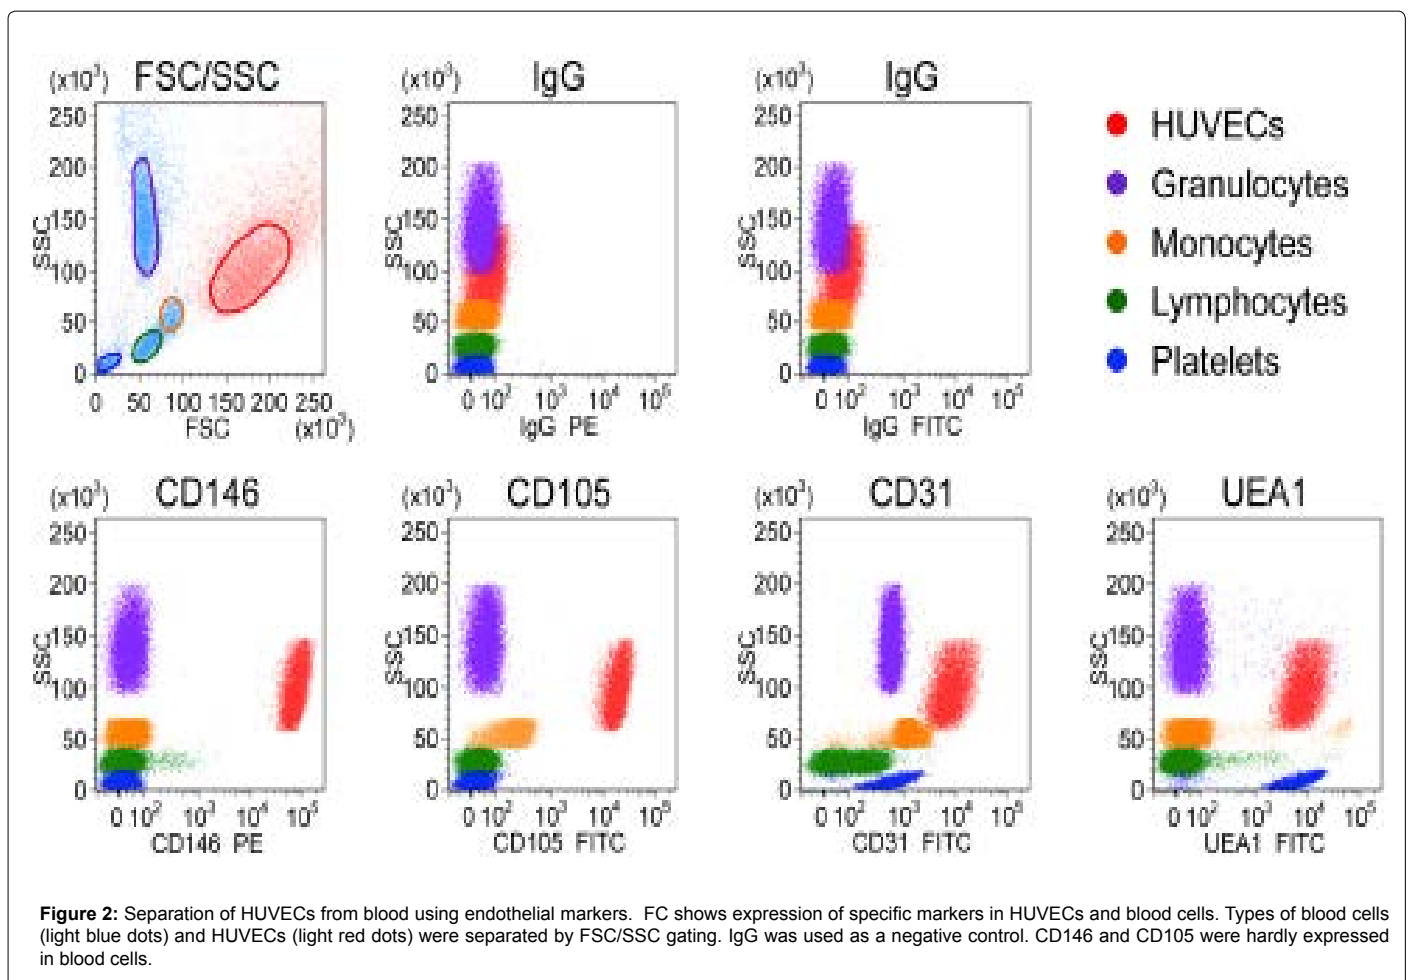 (x10³) FSC/SSC
250
200
150
100
50
0
SSC
0 50 100 150 200 250
FSC (x10³)
(x10³) IgG
250
200
150
100
50
0
SSC
0 10² 10³ 10⁴ 10⁵
IgG PE
(x10³) IgG
250
200
150
100
50
0
SSC
0 10² 10³ 10⁴ 10⁵
IgG FITC
HUVECs
Granulocytes
Monocytes
Lymphocytes
Platelets
(x10³) CD146
250
200
150
100
50
0
SSC
0 10² 10³ 10⁴ 10⁵
CD146 PE
(x10³) CD105
250
200
150
100
50
0
SSC
0 10² 10³ 10⁴ 10⁵
CD105 FITC
(x10³) CD31
250
200
150
100
50
0
SSC
0 10² 10³ 10⁴ 10⁵
CD31 FITC
(x10³) UEA1
250
200
150
100
50
0
SSC
0 10² 10³ 10⁴ 10⁵
UEA1 FITC
Figure 2: Separation of HUVECs from blood using endothelial markers. FC shows expression of specific markers in HUVECs and blood cells. Types of blood cells
(light blue dots) and HUVECs (light red dots) were separated by FSC/SSC gating. IgG was used as a negative control. CD146 and CD105 were hardly expressed
in blood cells.